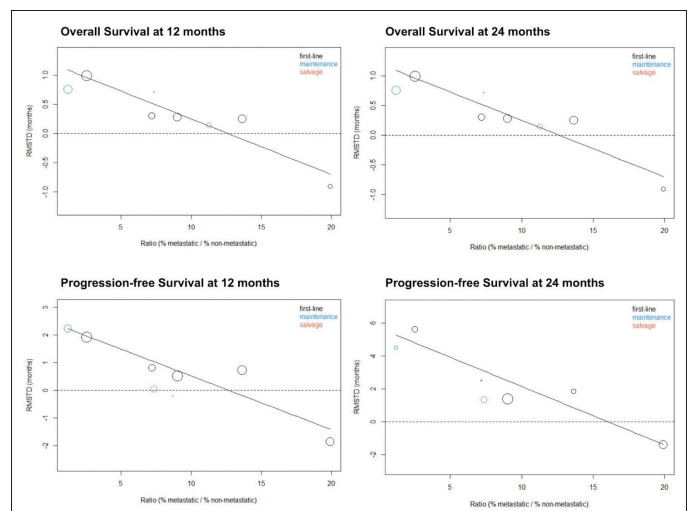 Overall Survival at 12 months
first-line
maintenance
salvage
RMSTD (months)
1.0
0.5
0.0
-0.5
-1.0
5
10
15
20
Ratio (% metastatic / % non-metastatic)
Overall Survival at 24 months
first-line
maintenance
salvage
RMSTD (months)
1.0
0.5
0.0
-0.5
-1.0
5
10
15
20
Ratio (% metastatic / % non-metastatic)
Progression-free Survival at 12 months
first-line
maintenance
salvage
RMSTD (months)
3
2
1
0
-1
-2
5
10
15
20
Ratio (% metastatic / % non-metastatic)
Progression-free Survival at 24 months
first-line
maintenance
salvage
RMSTD (months)
6
4
2
0
-2
5
10
15
20
Ratio (% metastatic / % non-metastatic)